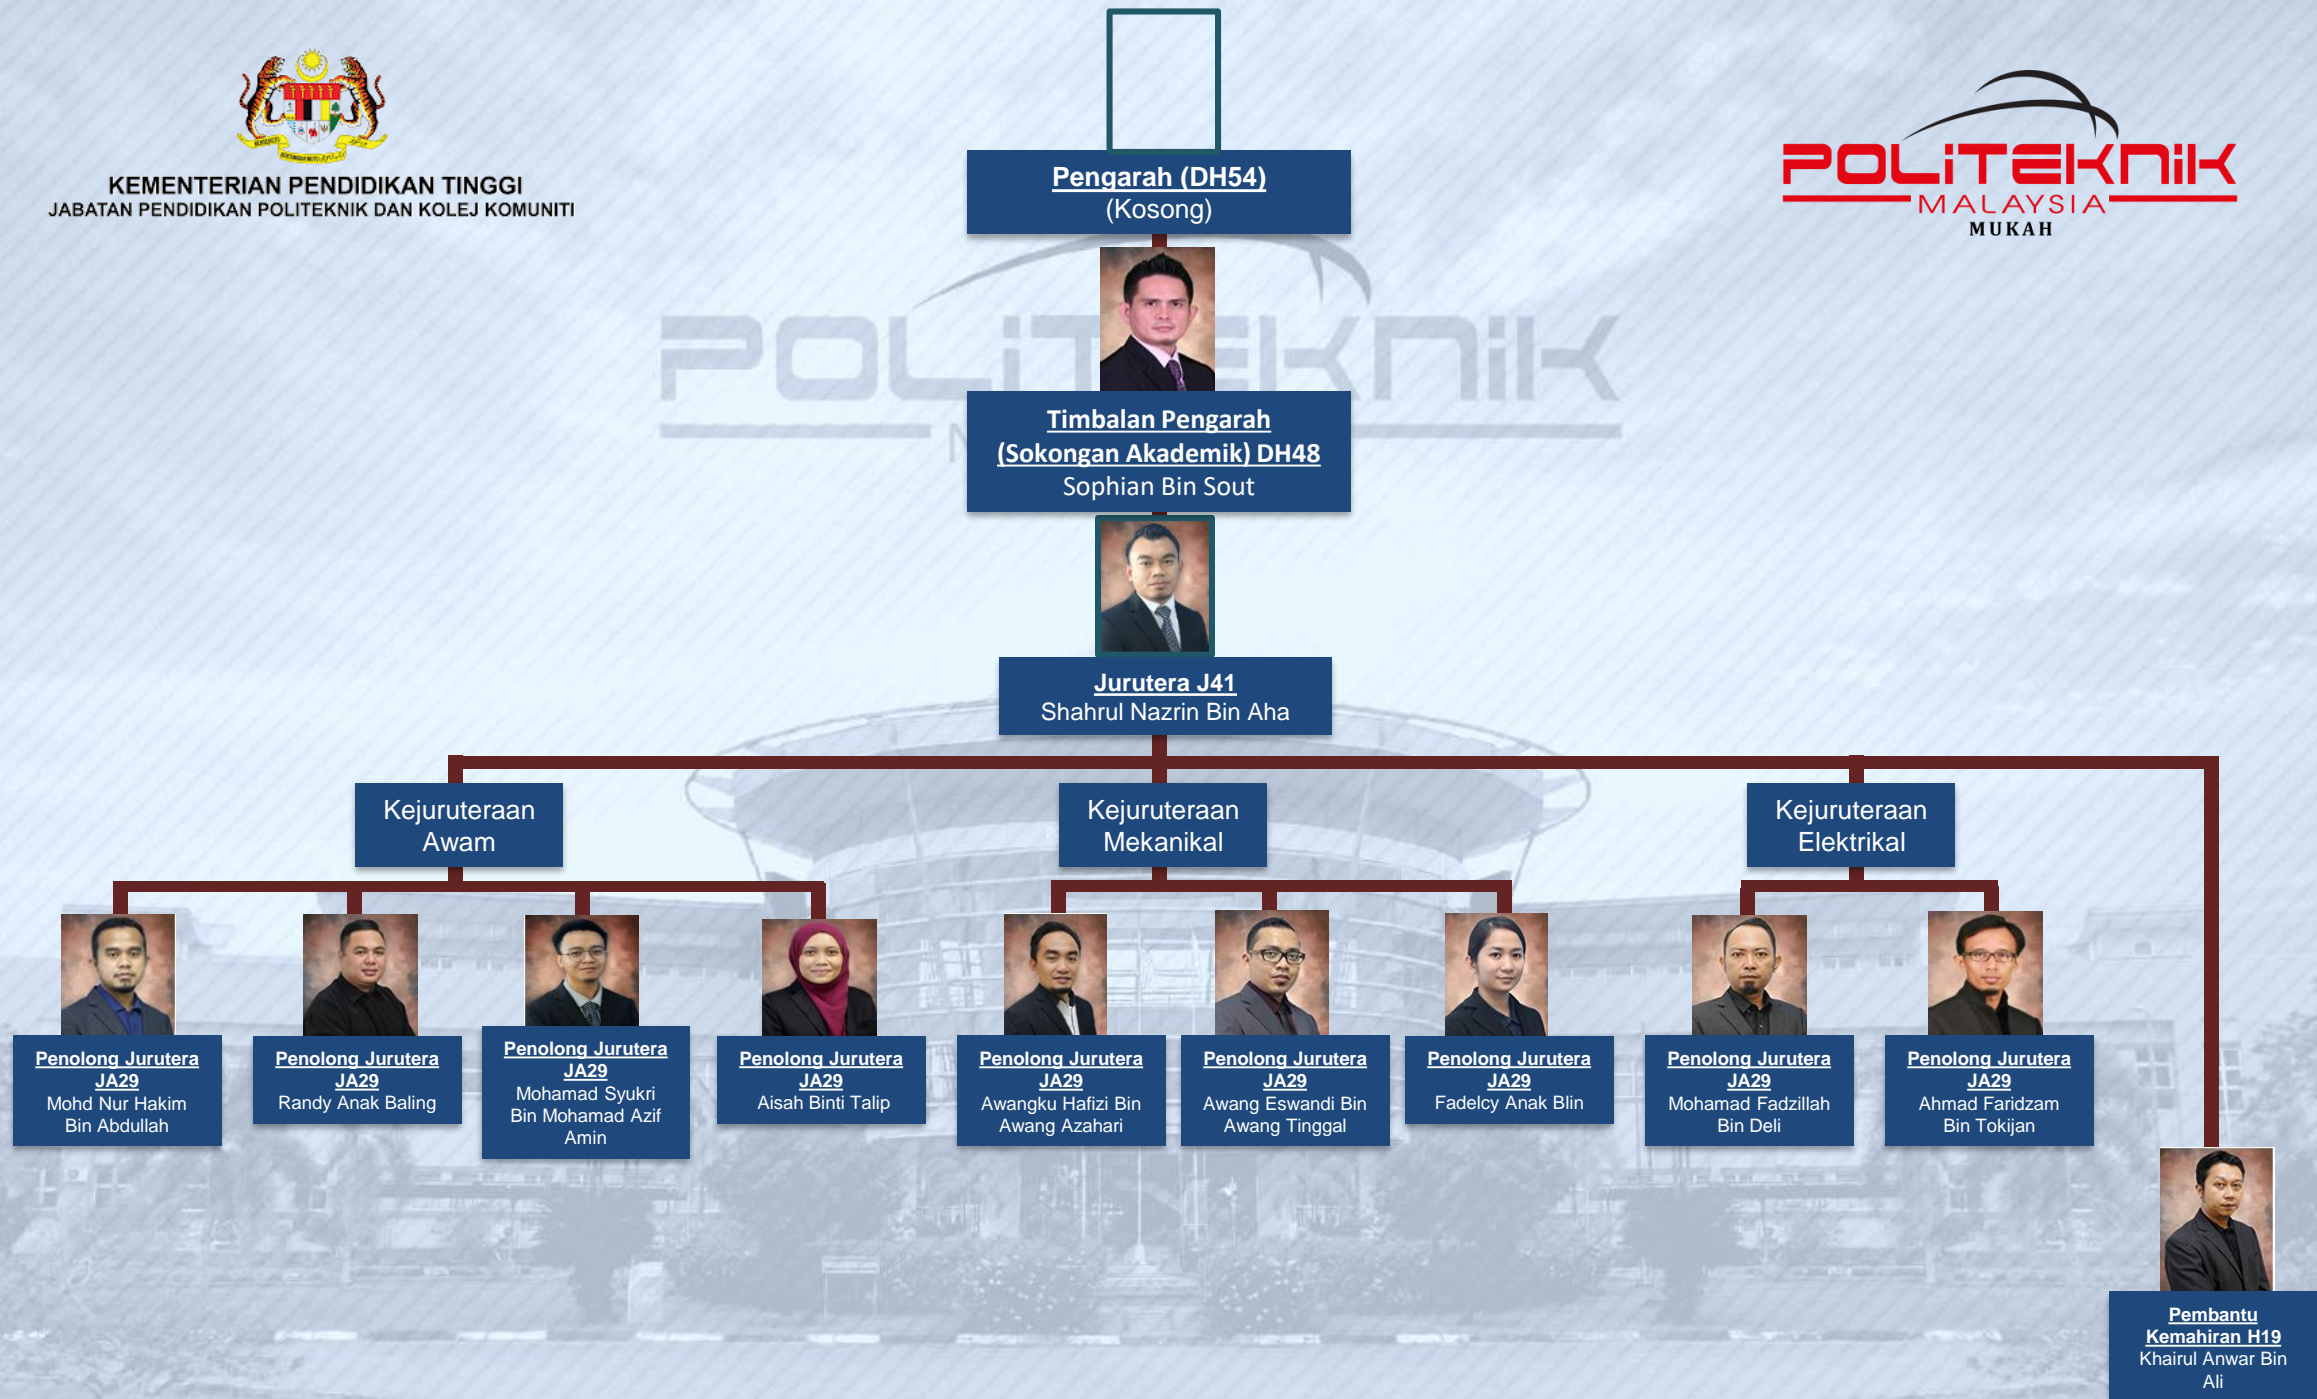 KEMENTERIAN PENDIDIKAN TINGGI
JABATAN PENDIDIKAN POLITEKNIK DAN KOLEJ KOMUNITI
POLITEKNIK
MALAYSIA
MUKAH
Pengarah (DH54)
(Kosong)
POLITEKNIK
Timbalan Pengarah
(Sokongan Akademik) DH48
Sophian Bin Sout
Jurutera J41
Shahrul Nazrin Bin Aha
Kejuruteraan
Awam
Kejuruteraan
Mekanikal
Kejuruteraan
Elektrikal
Penolong Jurutera
JA29
Mohd Nur Hakim
Bin Abdullah
Penolong Jurutera
JA29
Randy Anak Baling
Penolong Jurutera
JA29
Mohamad Syukri
Bin Mohamad Azif
Amin
Penolong Jurutera
JA29
Aisah Binti Talip
Penolong Jurutera
JA29
Awangku Hafizi Bin
Awang Azahari
Penolong Jurutera
JA29
Awang Eswandi Bin
Awang Tinggal
Penolong Jurutera
JA29
Fadelcy Anak Blin
Penolong Jurutera
JA29
Mohamad Fadzillah
Bin Deli
Penolong Jurutera
JA29
Ahmad Faridzam
Bin Tokijan
Pembantu
Kemahiran H19
Khairul Anwar Bin
Ali